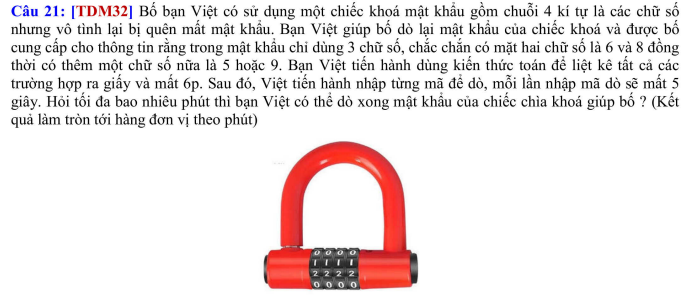 Câu 21: [TDM32] Bố bạn Việt có sử dụng một chiếc khoá mật khẩu gồm chuỗi 4 kí tự là các chữ số
nhưng vô tình lại bị quên mất mật khẩu. Bạn Việt giúp bố dò lại mật khẩu của chiếc khoá và được bố
cung cấp cho thông tin rằng trong mật khẩu chỉ dùng 3 chữ số, chắc chắn có mặt hai chữ số là 6 và 8 đồng
thời có thêm một chữ số nữa là 5 hoặc 9. Bạn Việt tiến hành dùng kiến thức toán để liệt kê tất cả các
trường hợp ra giấy và mất 6p. Sau đó, Việt tiến hành nhập từng mã để dò, mỗi lần nhập mã dò sẽ mất 5
giây. Hỏi tối đa bao nhiêu phút thì bạn Việt có thể dò xong mật khẩu của chiếc chìa khoá giúp bố ? (Kết
quả làm tròn tới hàng đơn vị theo phút)
0 0 0 0
1 1 1 1
2 2 2 2
0 0 0 0